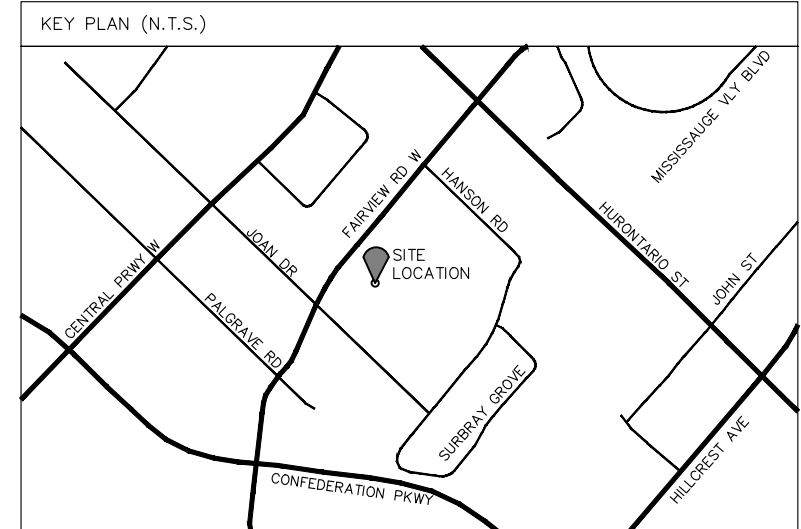 KEY PLAN (N.T.S.)
MISSISSAUGE VLY BLVD
FAIRVIEW RD W
HANSON RD
HURONTARIO ST
JOHN ST
CENTRAL PRWY W
JOAN DR
SITE
LOCATION
PALGRAVE RD
SURBRAY GROVE
HILLCREST AVE
CONFEDERATION PKWY